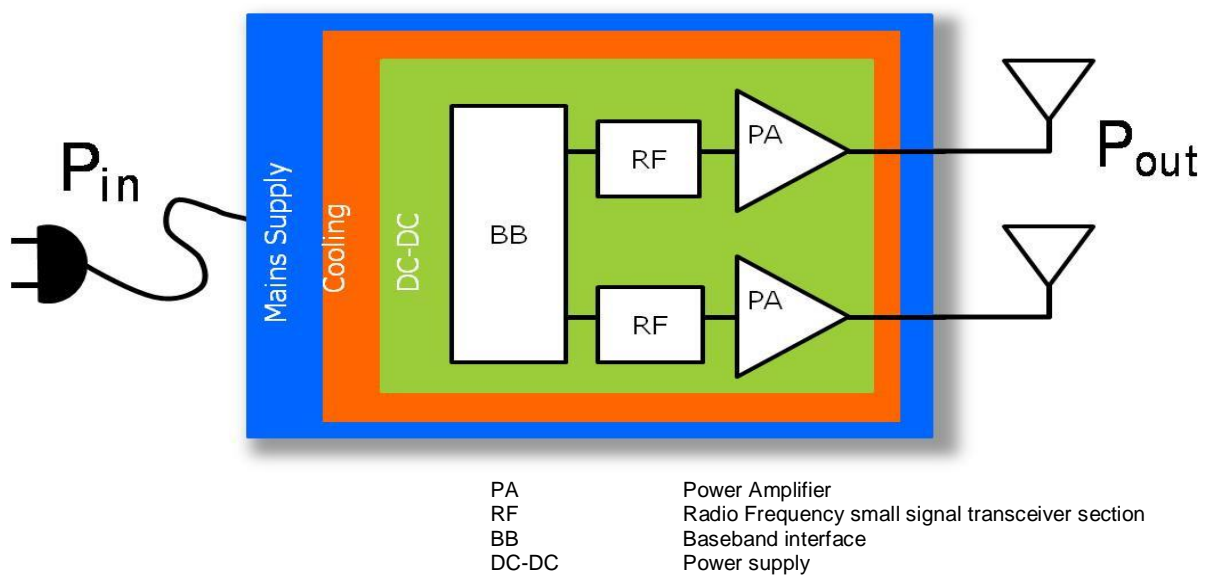 P in
Mains Supply
Cooling
DC-DC
BB
RF
PA
RF
PA
P out
PA Power Amplifier
RF Radio Frequency small signal transceiver section
BB Baseband interface
DC-DC Power supply